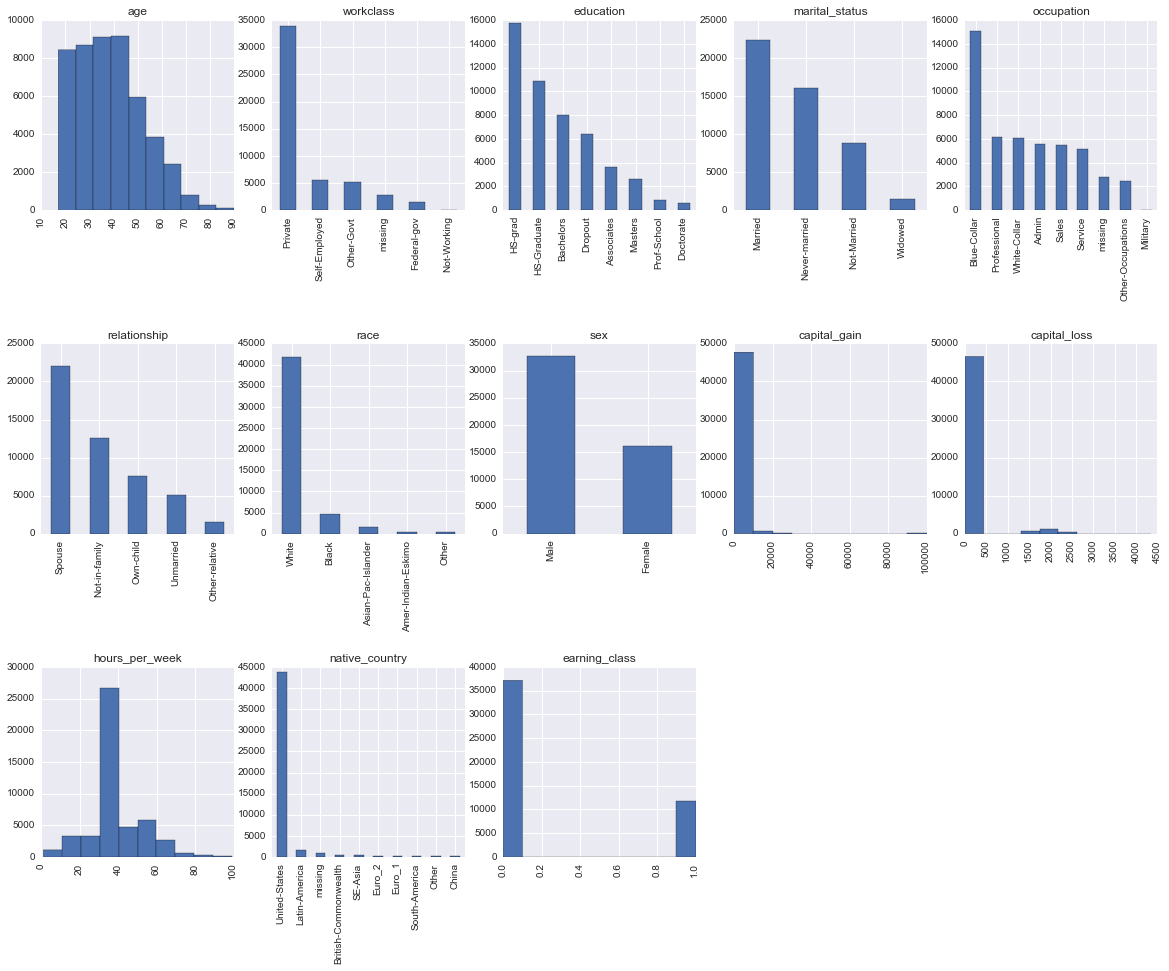 age
10000
8000
6000
4000
2000
0
10
20
30
40
50
60
70
80
90
workclass
35000
30000
25000
20000
15000
10000
5000
0
Private
Self-Employed
Other-Govt
missing
Federal-gov
Not-Working
education
16000
14000
12000
10000
8000
6000
4000
2000
0
HS-grad
HS-Graduate
Bachelors
Dropout
Associates
Masters
Prof-School
Doctorate
marital_status
25000
20000
15000
10000
5000
0
Married
Never-married
Not-Married
Widowed
occupation
16000
14000
12000
10000
8000
6000
4000
2000
0
Blue-Collar
Professional
White-Collar
Admin
Sales
Service
missing
Other-Occupations
Military
relationship
25000
20000
15000
10000
5000
0
Spouse
Not-in-family
Own-child
Unmarried
Other-relative
race
45000
40000
35000
30000
25000
20000
15000
10000
5000
0
White
Black
Asian-Pac-Islander
Amer-Indian-Eskimo
Other
sex
35000
30000
25000
20000
15000
10000
5000
0
Male
Female
capital_gain
50000
40000
30000
20000
10000
0
0
20000
40000
60000
80000
100000
capital_loss
50000
40000
30000
20000
10000
0
0
500
1000
1500
2000
2500
3000
3500
4000
4500
hours_per_week
30000
25000
20000
15000
10000
5000
0
0
20
40
60
80
100
native_country
45000
40000
35000
30000
25000
20000
15000
10000
5000
0
United-States
Latin-America
missing
British-Commonwealth
SE-Asia
Euro_2
Euro_1
South-America
Other
China
earning_class
40000
35000
30000
25000
20000
15000
10000
5000
0
0.0
0.2
0.4
0.6
0.8
1.0